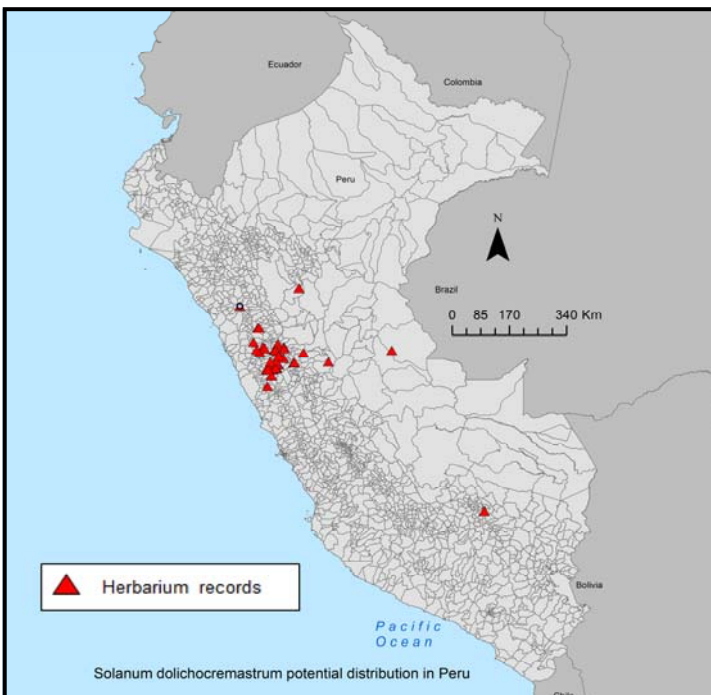 Ecuador
Colombia
Peru
N
Brazil
0 85 170 340 Km
Herbarium records
Bolivia
Pacific
Ocean
Solanum dolichocremastrum potential distribution in Peru
Chile